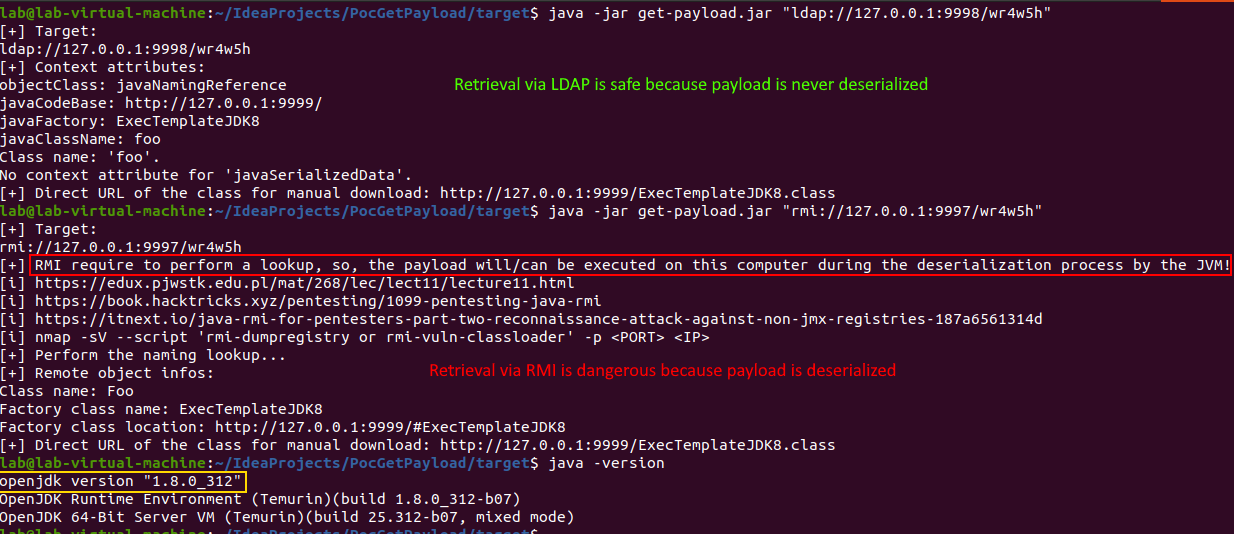 lab@lab-virtual-machine:~/IdeaProjects/PocGetPayload/target$ java -jar get-payload.jar "ldap://127.0.0.1:9998/wr4w5h"
[+] Target:
ldap://127.0.0.1:9998/wr4w5h
[+] Context attributes:
objectClass: javaNamingReference
Retrieval via LDAP is safe because payload is never deserialized
javaCodeBase: http://127.0.0.1:9999/
javaFactory: ExecTemplateJDK8
javaClassName: foo
Class name: 'foo'.
No context attribute for 'javaSerializedData'.
[+] Direct URL of the class for manual download: http://127.0.0.1:9999/ExecTemplateJDK8.class
lab@lab-virtual-machine:~/IdeaProjects/PocGetPayload/target$ java -jar get-payload.jar "rmi://127.0.0.1:9997/wr4w5h"
[+] Target:
rmi://127.0.0.1:9997/wr4w5h
[+] RMI require to perform a lookup, so, the payload will/can be executed on this computer during the deserialization process by the JVM!
[i] https://edux.pjwstk.edu.pl/mat/268/lec/lect11/lecture11.html
[i] https://book.hacktricks.xyz/pentesting/1099-pentesting-java-rmi
[i] https://itnext.io/java-rmi-for-pentesters-part-two-reconnaissance-attack-against-non-jmx-registries-187a6561314d
[i] nmap -sV --script 'rmi-dumpregistry or rmi-vuln-classloader' -p <PORT> <IP>
[+] Perform the naming lookup...
[+] Remote object infos:
Retrieval via RMI is dangerous because payload is deserialized
Class name: Foo
Factory class name: ExecTemplateJDK8
Factory class location: http://127.0.0.1:9999/#ExecTemplateJDK8
[+] Direct URL of the class for manual download: http://127.0.0.1:9999/ExecTemplateJDK8.class
lab@lab-virtual-machine:~/IdeaProjects/PocGetPayload/target$ java -version
openjdk version "1.8.0_312"
OpenJDK Runtime Environment (Temurin)(build 1.8.0_312-b07)
OpenJDK 64-Bit Server VM (Temurin)(build 25.312-b07, mixed mode)